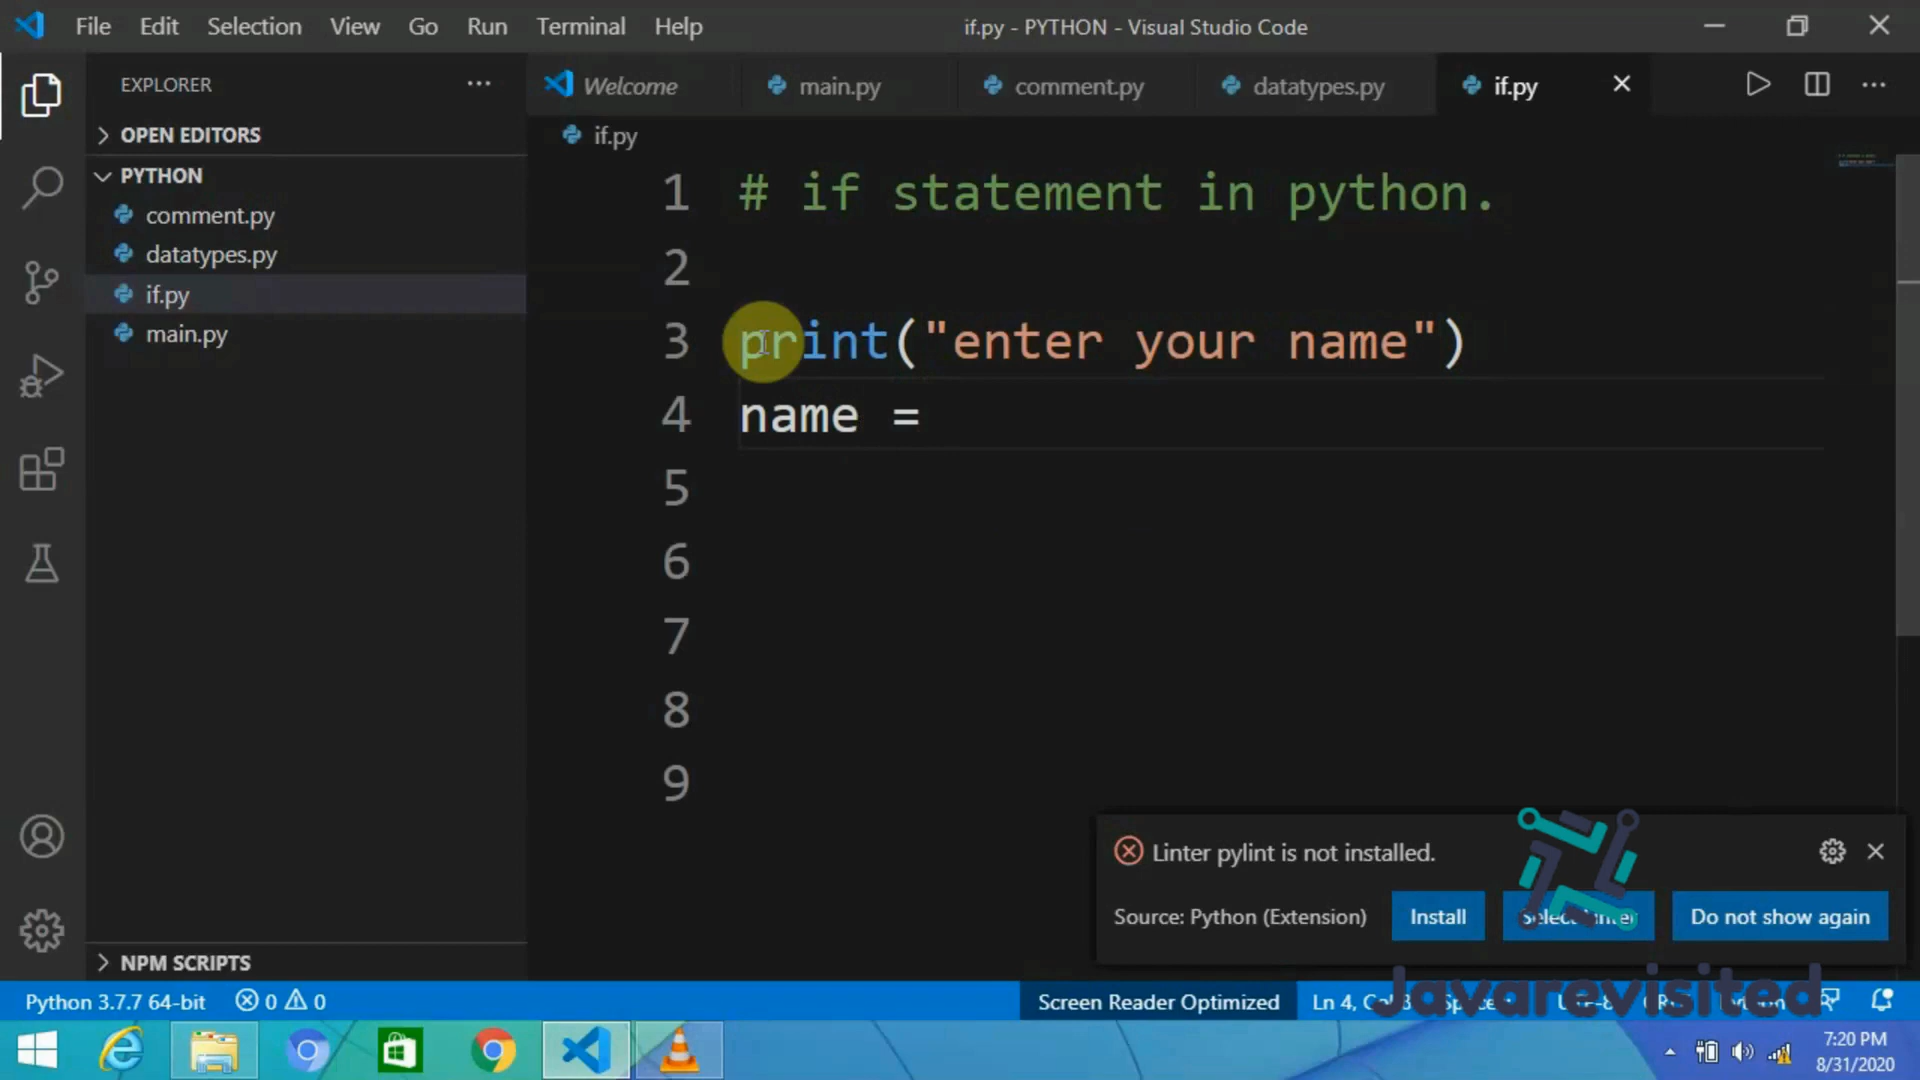 File Edit Selection View Go Run Terminal Help
if.py - PYTHON - Visual Studio Code
EXPLORER
OPEN EDITORS
PYTHON
comment.py
datatypes.py
if.py
main.py
NPM SCRIPTS
Welcome main.py comment.py datatypes.py if.py
if.py
1 # if statement in python.
2
3 print("enter your name")
4 name =
5
6
7
8
9
Linter pylint is not installed.
Source: Python (Extension) Install Select Linter Do not show again
Javarevisited
Python 3.7.7 64-bit 0 0 Screen Reader Optimized Ln 4,
7:20 PM
8/31/2020